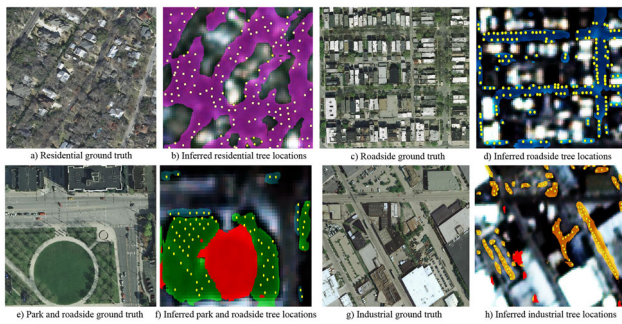 a) Residential ground truth
b) Inferred residential tree locations
c) Roadside ground truth
d) Inferred roadside tree locations
e) Park and roadside ground truth
f) Inferred park and roadside tree locations
g) Industrial ground truth
h) Inferred industrial tree locations